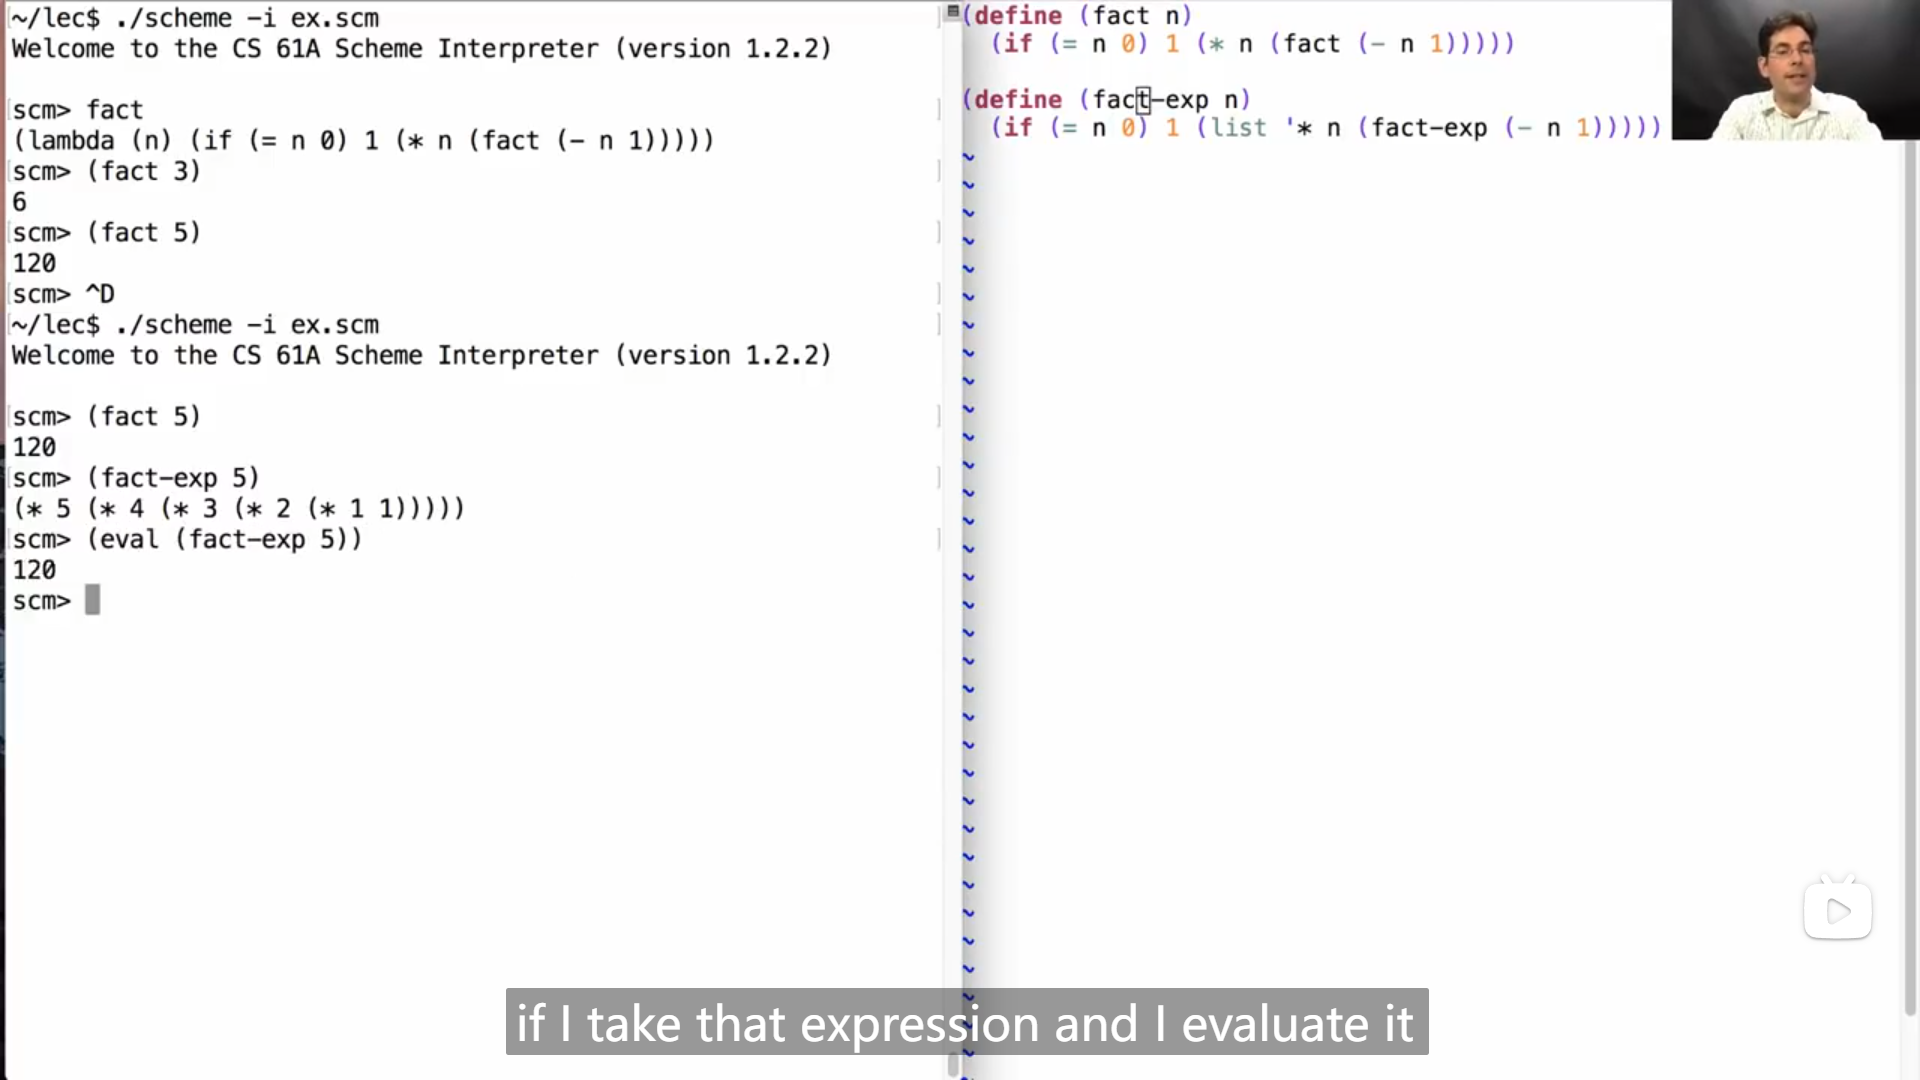 ~/lec$ ./scheme -i ex.scm
Welcome to the CS 61A Scheme Interpreter (version 1.2.2)
scm> fact
(lambda (n) (if (= n 0) 1 (* n (fact (- n 1)))))
scm> (fact 3)
6
scm> (fact 5)
120
scm> ^D
~/lec$ ./scheme -i ex.scm
Welcome to the CS 61A Scheme Interpreter (version 1.2.2)
scm> (fact 5)
120
scm> (fact-exp 5)
(* 5 (* 4 (* 3 (* 2 (* 1 1)))))
scm> (eval (fact-exp 5))
120
scm>
(define (fact n)
(if (= n 0) 1 (* n (fact (- n 1)))))
(define (fact-exp n)
(if (= n 0) 1 (list '* n (fact-exp (- n 1)))))
if I take that expression and I evaluate it